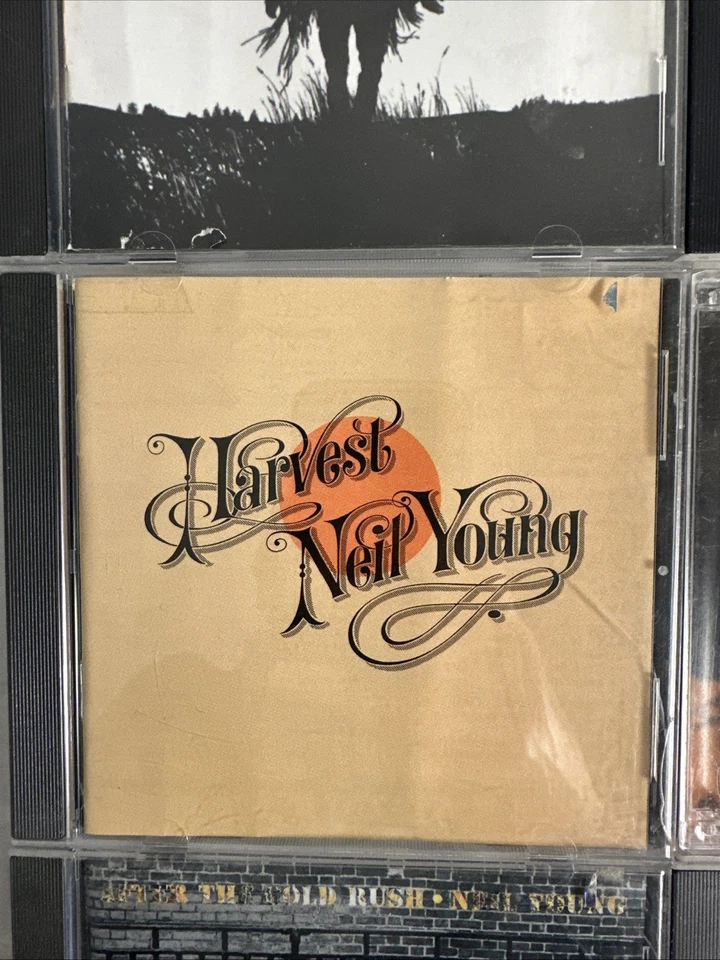 Harvest
Neil Young
AFTER THE GOLD RUSH • NEIL YOUNG